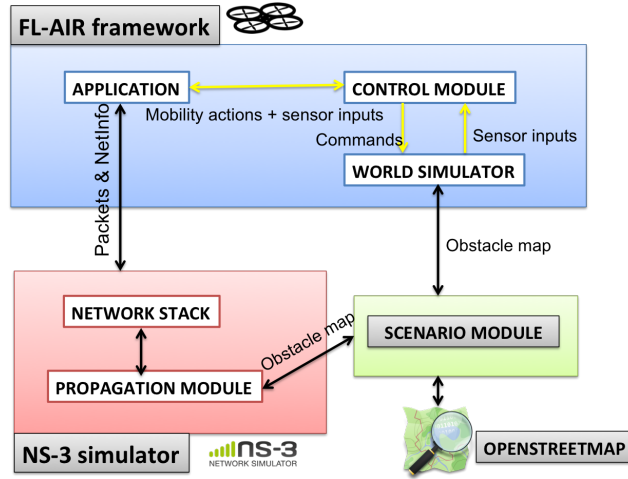 FL-AIR framework
APPLICATION
CONTROL MODULE
Mobility actions + sensor inputs
Commands
Sensor inputs
WORLD SIMULATOR
Packets & NetInfo
Obstacle map
NETWORK STACK
Obstacle map
SCENARIO MODULE
PROPAGATION MODULE
NS-3 simulator
NS-3
NETWORK SIMULATOR
OPENSTREETMAP